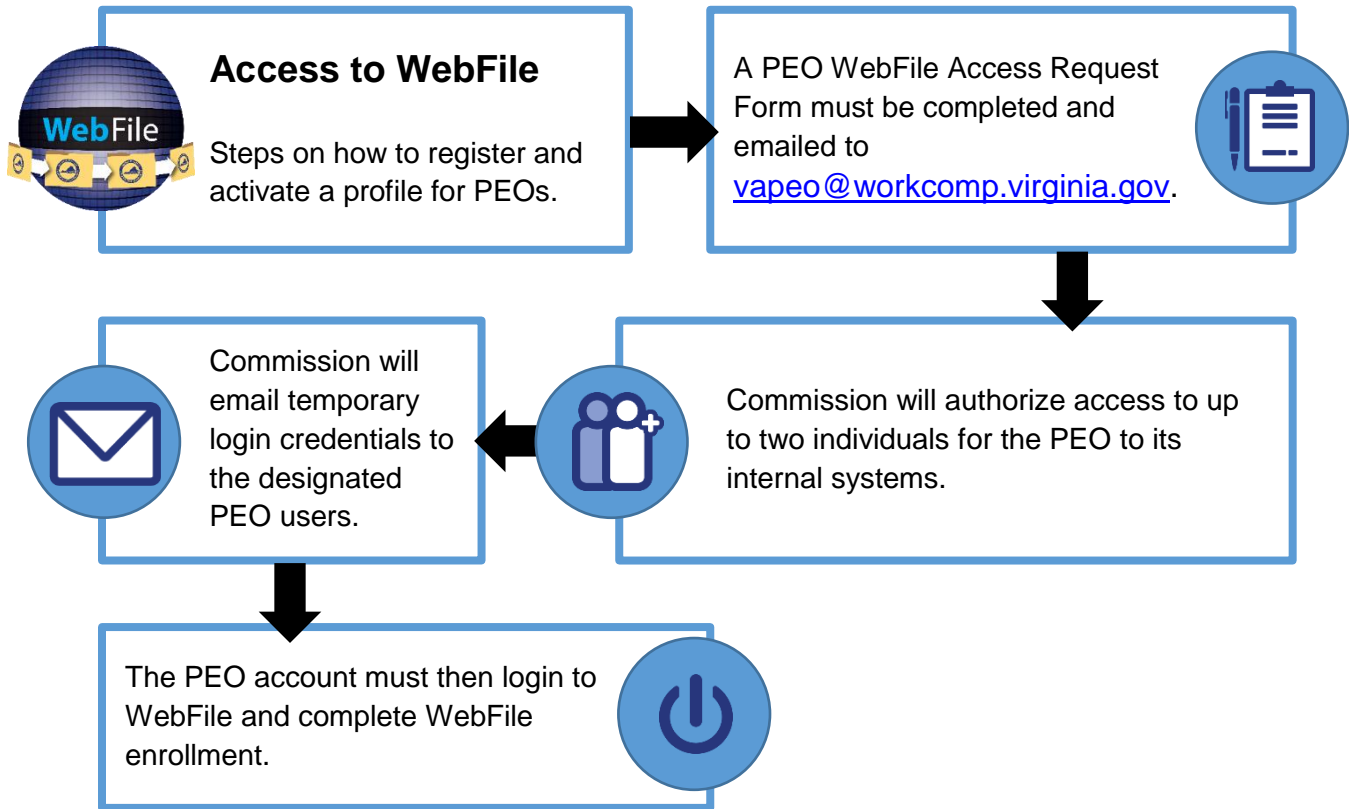 WebFile
Access to WebFile
Steps on how to register and
activate a profile for PEOs.
A PEO WebFile Access Request
Form must be completed and
emailed to
vapeo@workcomp.virginia.gov.
Commission will authorize access to up
to two individuals for the PEO to its
internal systems.
Commission will
email temporary
login credentials to
the designated
PEO users.
The PEO account must then login to
WebFile and complete WebFile
enrollment.